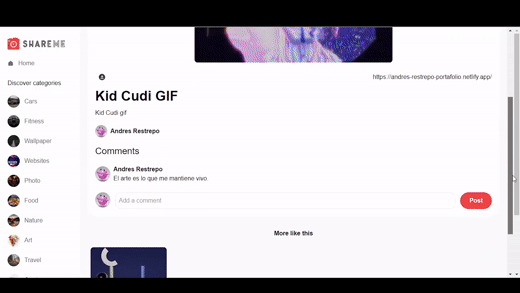 SHAREME
Home
Discover categories
Cars
Fitness
Wallpaper
Websites
Photo
Food
Nature
Art
Travel
https://andres-restrepo-portafolio.netlify.app/
Kid Cudi GIF
Kid Cudi gif
Andres Restrepo
Comments
Andres Restrepo
El arte es lo que me mantiene vivo
Add a comment
Post
More like this